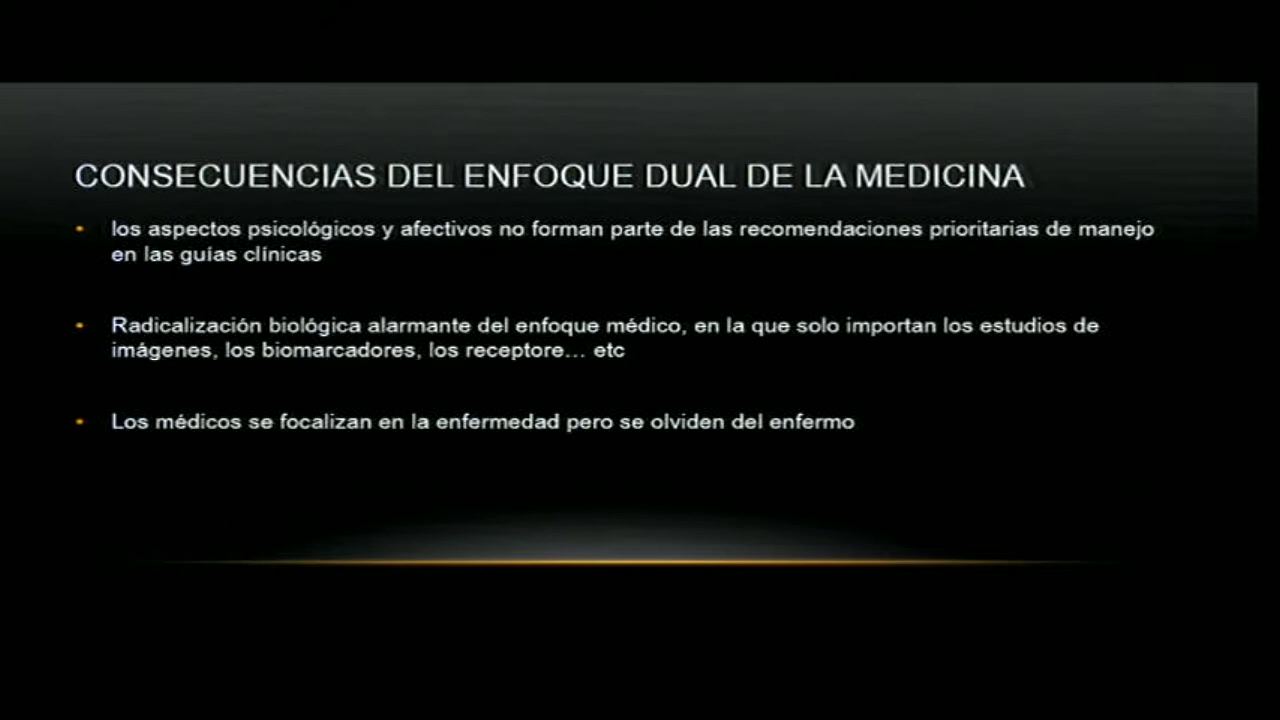 CONSECUENCIAS DEL ENFOQUE DUAL DE LA MEDICINA
• los aspectos psicológicos y afectivos no forman parte de las recomendaciones prioritarias de manejo
en las guías clínicas
• Radicalización biológica alarmante del enfoque médico, en la que solo importan los estudios de
imágenes, los biomarcadores, los receptore… etc
• Los médicos se focalizan en la enfermedad pero se olviden del enfermo